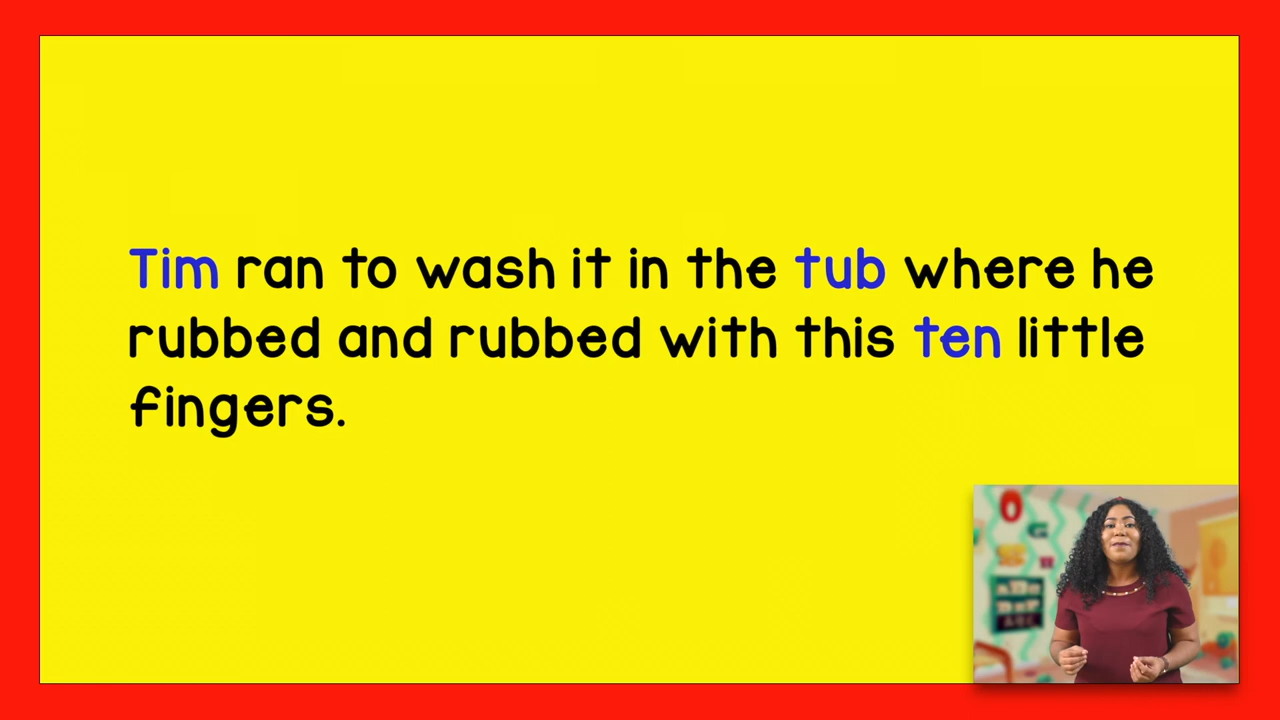 Tim ran to wash it in the tub where he
rubbed and rubbed with this ten little
fingers.